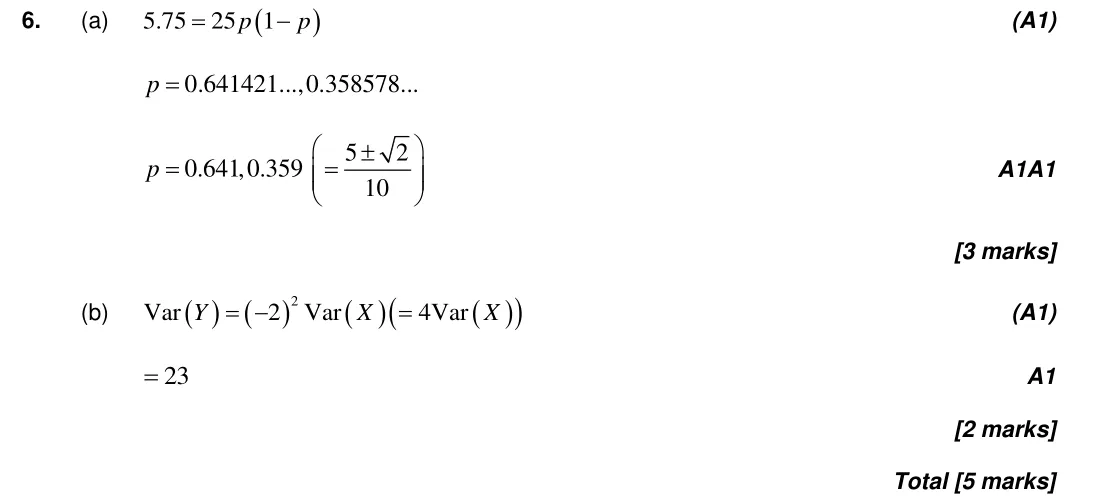 6. (a) 5.75 = 25p(1 − p) (A1)
p = 0.641421...,0.358578...
p = 0.641,0.359 (= (5 ± √2)/10) A1A1
[3 marks]
(b) Var(Y) = (−2)² Var(X)(= 4Var(X)) (A1)
= 23 A1
[2 marks]
Total [5 marks]